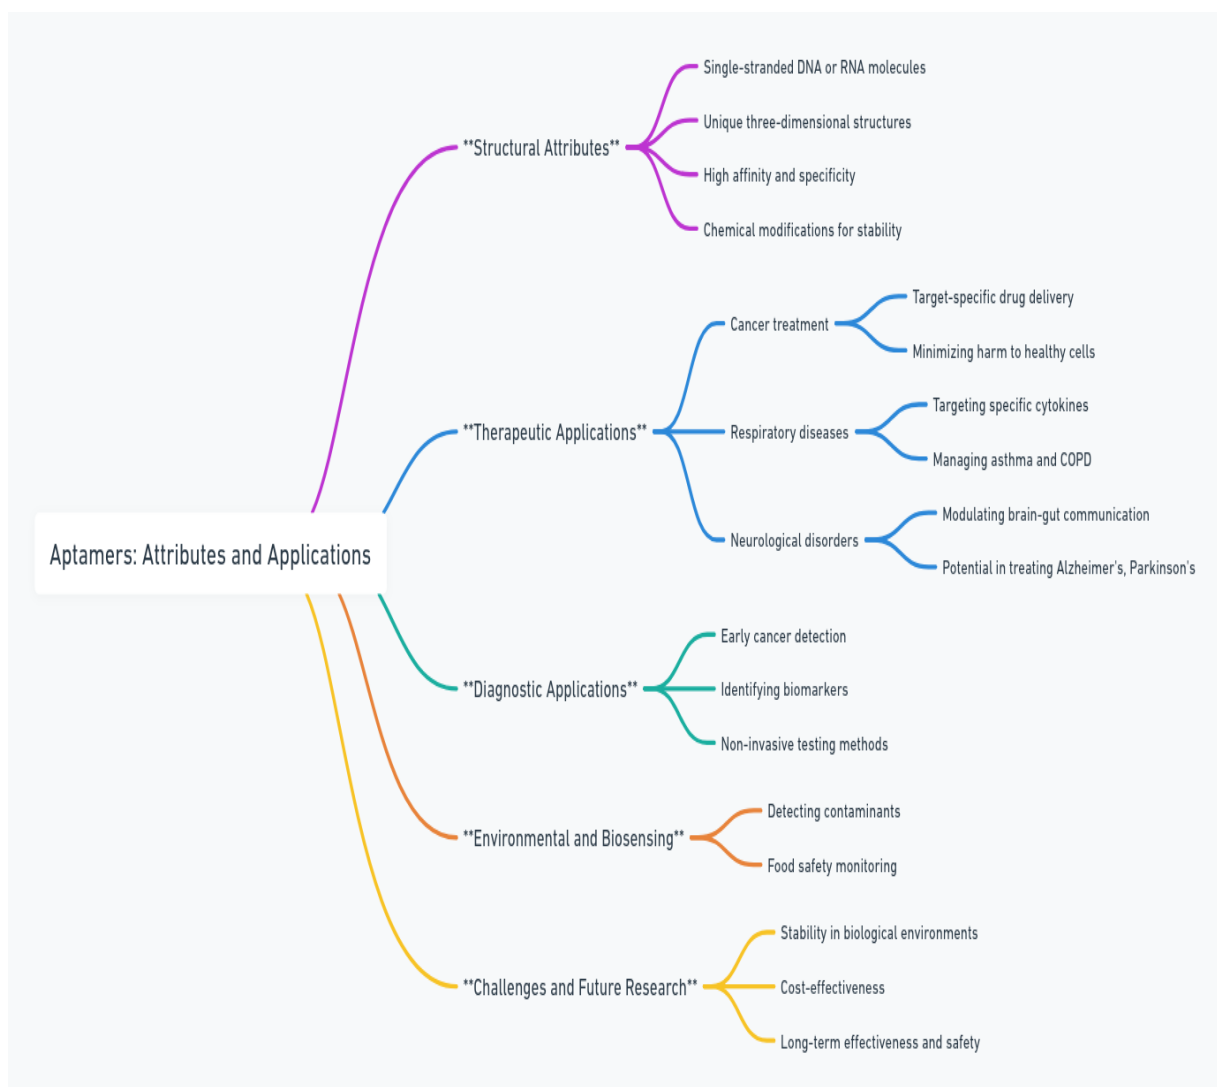 Aptamers: Attributes and Applications
**Structural Attributes**
Single-stranded DNA or RNA molecules
Unique three-dimensional structures
High affinity and specificity
Chemical modifications for stability
**Therapeutic Applications**
Cancer treatment
Target-specific drug delivery
Minimizing harm to healthy cells
Respiratory diseases
Targeting specific cytokines
Managing asthma and COPD
Neurological disorders
Modulating brain-gut communication
Potential in treating Alzheimer's, Parkinson's
**Diagnostic Applications**
Early cancer detection
Identifying biomarkers
Non-invasive testing methods
**Environmental and Biosensing**
Detecting contaminants
Food safety monitoring
**Challenges and Future Research**
Stability in biological environments
Cost-effectiveness
Long-term effectiveness and safety